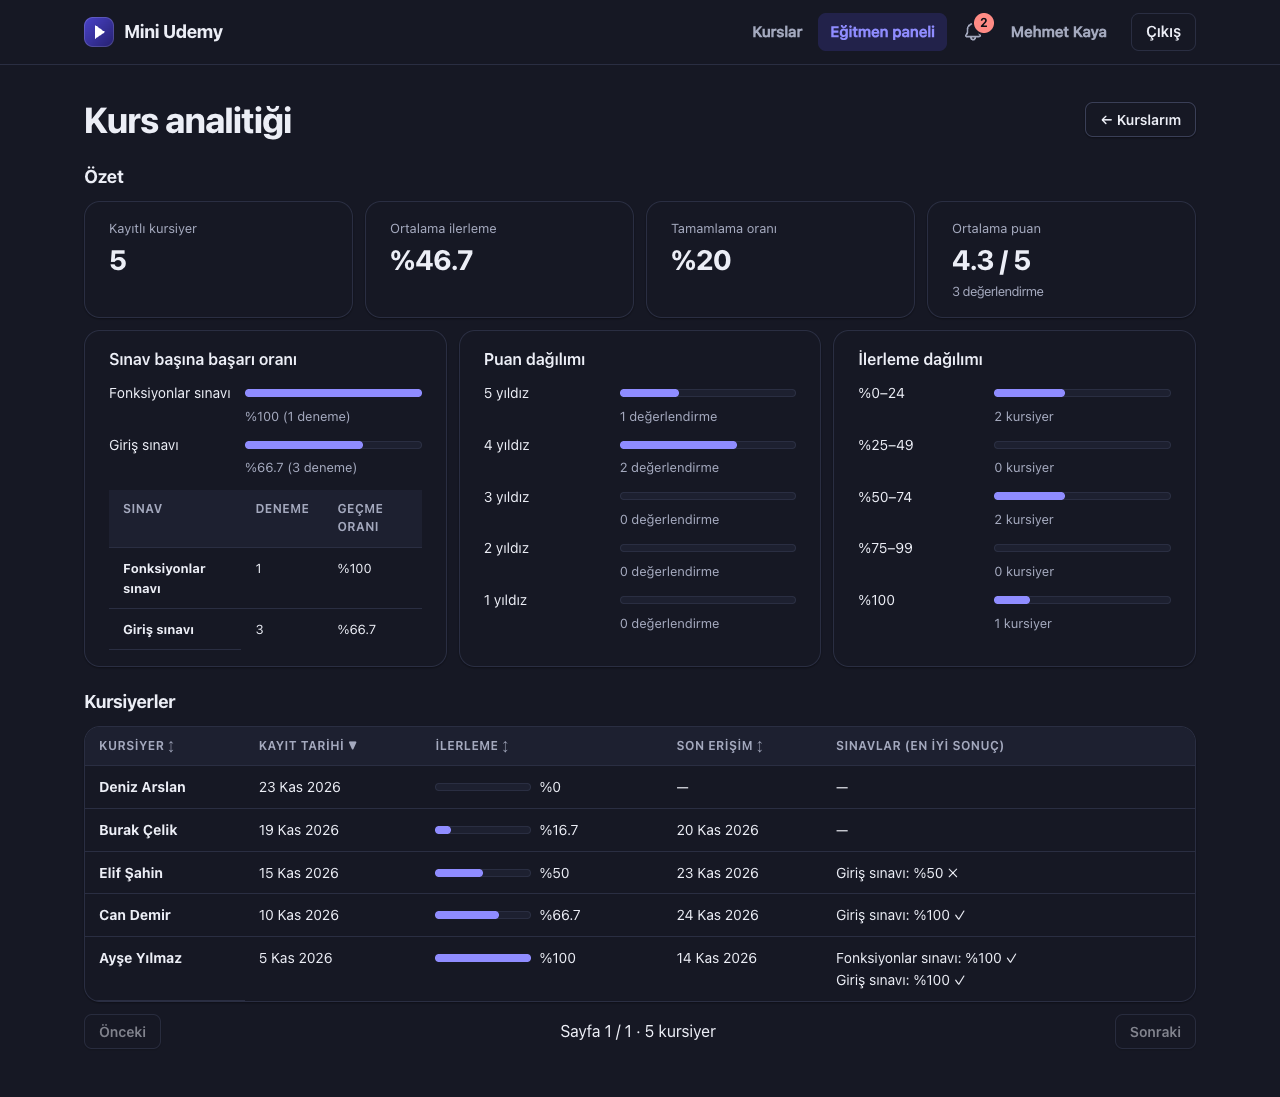 Mini Udemy
Kurslar
Eğitmen paneli
2
Mehmet Kaya
Çıkış
Kurs analitiği
← Kurslarım
Özet
Kayıtlı kursiyer
5
Ortalama ilerleme
%46.7
Tamamlama oranı
%20
Ortalama puan
4.3 / 5
3 değerlendirme
Sınav başına başarı oranı
Fonksiyonlar sınavı
%100 (1 deneme)
Giriş sınavı
%66.7 (3 deneme)
SINAV DENEME GEÇME
ORANI
Fonksiyonlar 1 %100
sınavı
Giriş sınavı 3 %66.7
Puan dağılımı
5 yıldız
1 değerlendirme
4 yıldız
2 değerlendirme
3 yıldız
0 değerlendirme
2 yıldız
0 değerlendirme
1 yıldız
0 değerlendirme
İlerleme dağılımı
%0–24
2 kursiyer
%25–49
0 kursiyer
%50–74
2 kursiyer
%75–99
0 kursiyer
%100
1 kursiyer
Kursiyerler
KURSİYER ↕ KAYIT TARİHİ ▼ İLERLEME ↕ SON ERİŞİM ↕ SINAVLAR (EN İYİ SONUÇ)
Deniz Arslan 23 Kas 2026 %0 — —
Burak Çelik 19 Kas 2026 %16.7 20 Kas 2026 —
Elif Şahin 15 Kas 2026 %50 23 Kas 2026 Giriş sınavı: %50 ✕
Can Demir 10 Kas 2026 %66.7 24 Kas 2026 Giriş sınavı: %100 ✓
Ayşe Yılmaz 5 Kas 2026 %100 14 Kas 2026 Fonksiyonlar sınavı: %100 ✓
Giriş sınavı: %100 ✓
Önceki
Sayfa 1 / 1 · 5 kursiyer
Sonraki